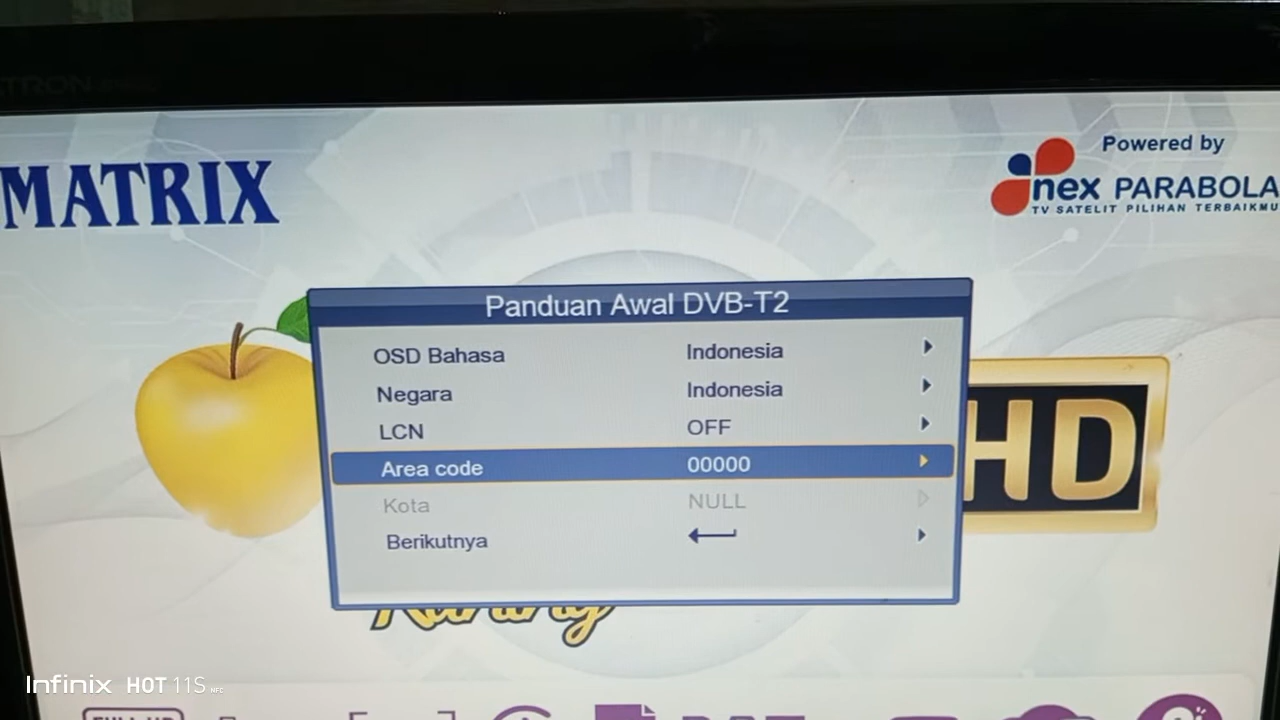 MATRIX
Powered by
nex PARABOLA
TV SATELIT PILIHAN TERBAIKMU
Panduan Awal DVB-T2
OSD Bahasa Indonesia
Negara Indonesia
LCN OFF
Area code 00000
Kota NULL
Berikutnya
HD
Infinix HOT 11S NFC